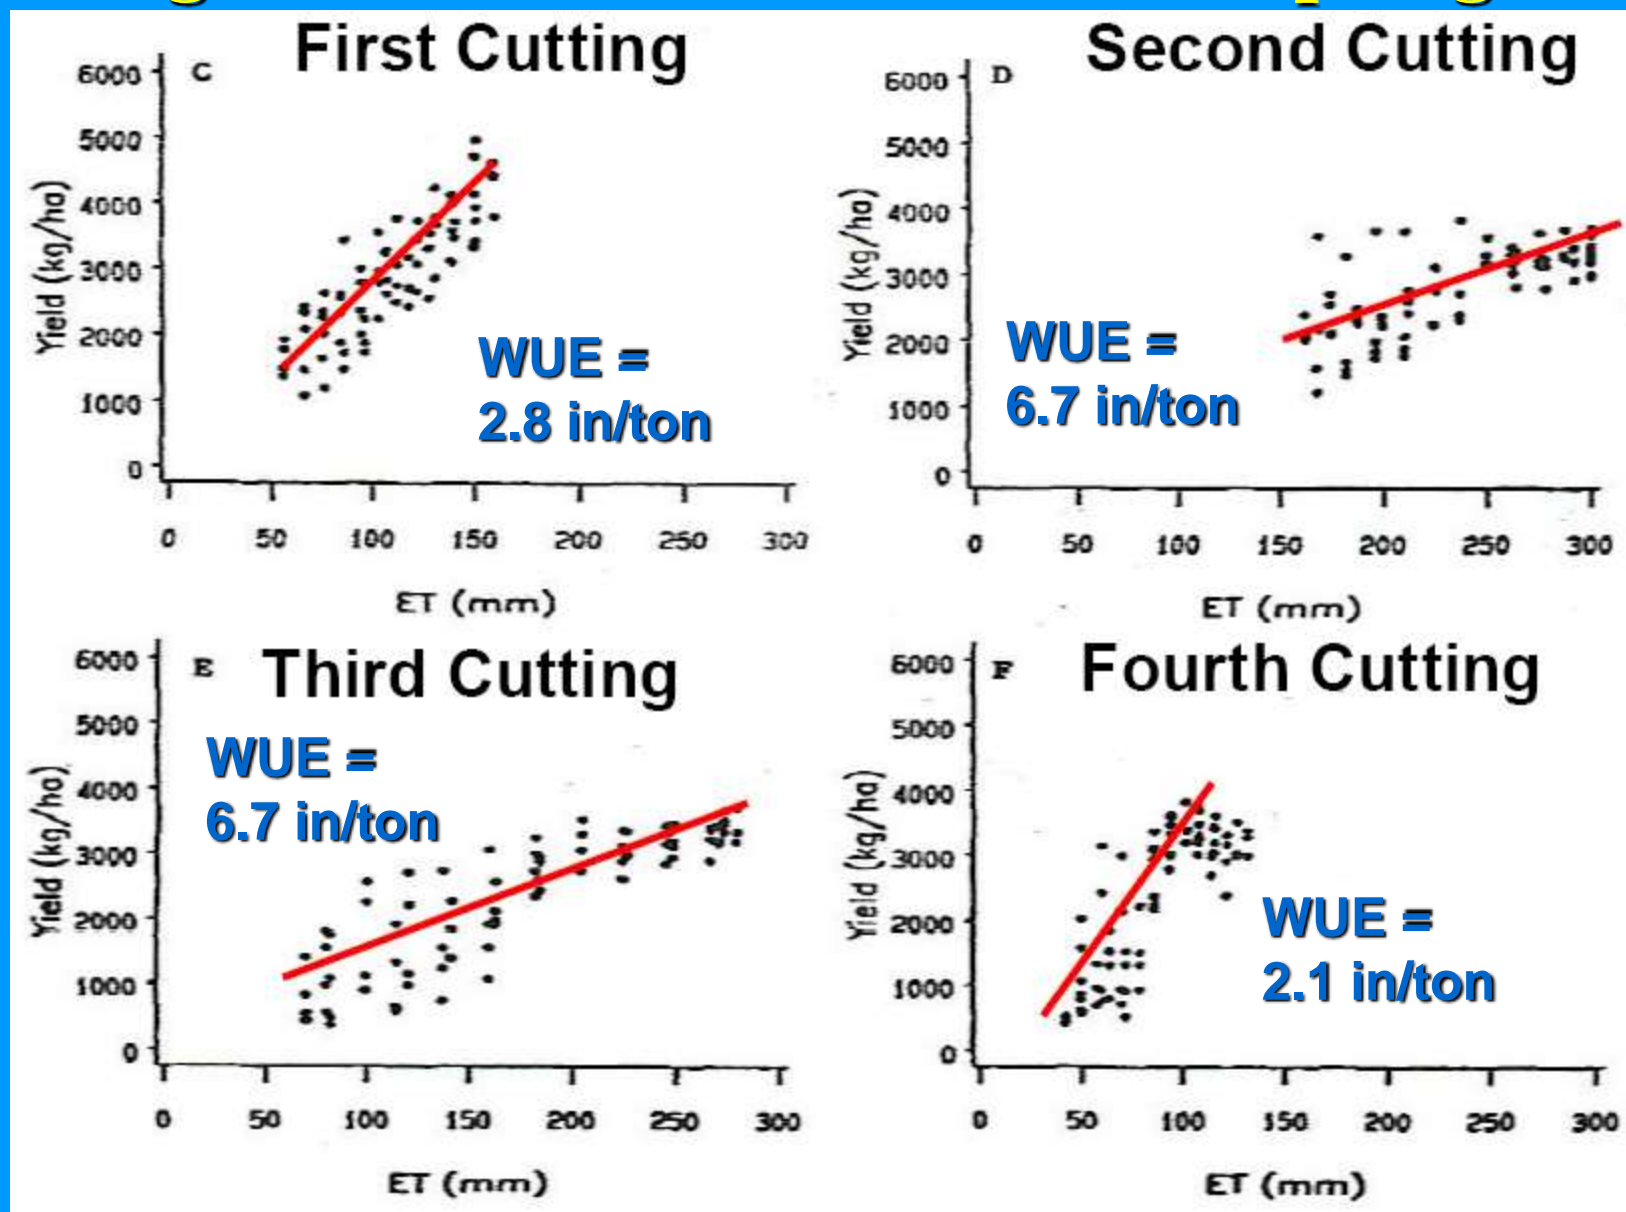 First Cutting
C
6000
5000
4000
3000
2000
1000
0
Yield (kg/ha)
WUE =
2.8 in/ton
0 50 100 150 200 250 300
ET (mm)
Second Cutting
D
6000
5000
4000
3000
2000
1000
0
Yield (kg/ha)
WUE =
6.7 in/ton
0 50 100 150 200 250 300
ET (mm)
Third Cutting
E
6000
5000
4000
3000
2000
1000
0
Yield (kg/ha)
WUE =
6.7 in/ton
0 50 100 150 200 250 300
ET (mm)
Fourth Cutting
F
6000
5000
4000
3000
2000
1000
0
Yield (kg/ha)
WUE =
2.1 in/ton
0 50 100 150 200 250 300
ET (mm)